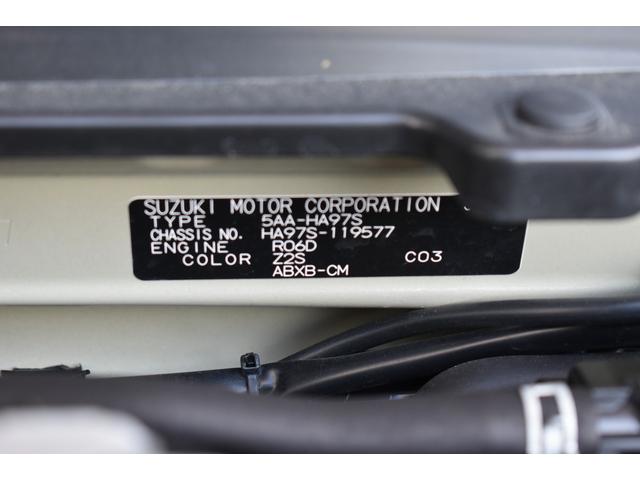 SUZUKI MOTOR CORPORATION
TYPE 5AA-HA97S
CHASSIS NO. HA97S-119577
ENGINE R06D
COLOR Z2S C03
ABXB-CM